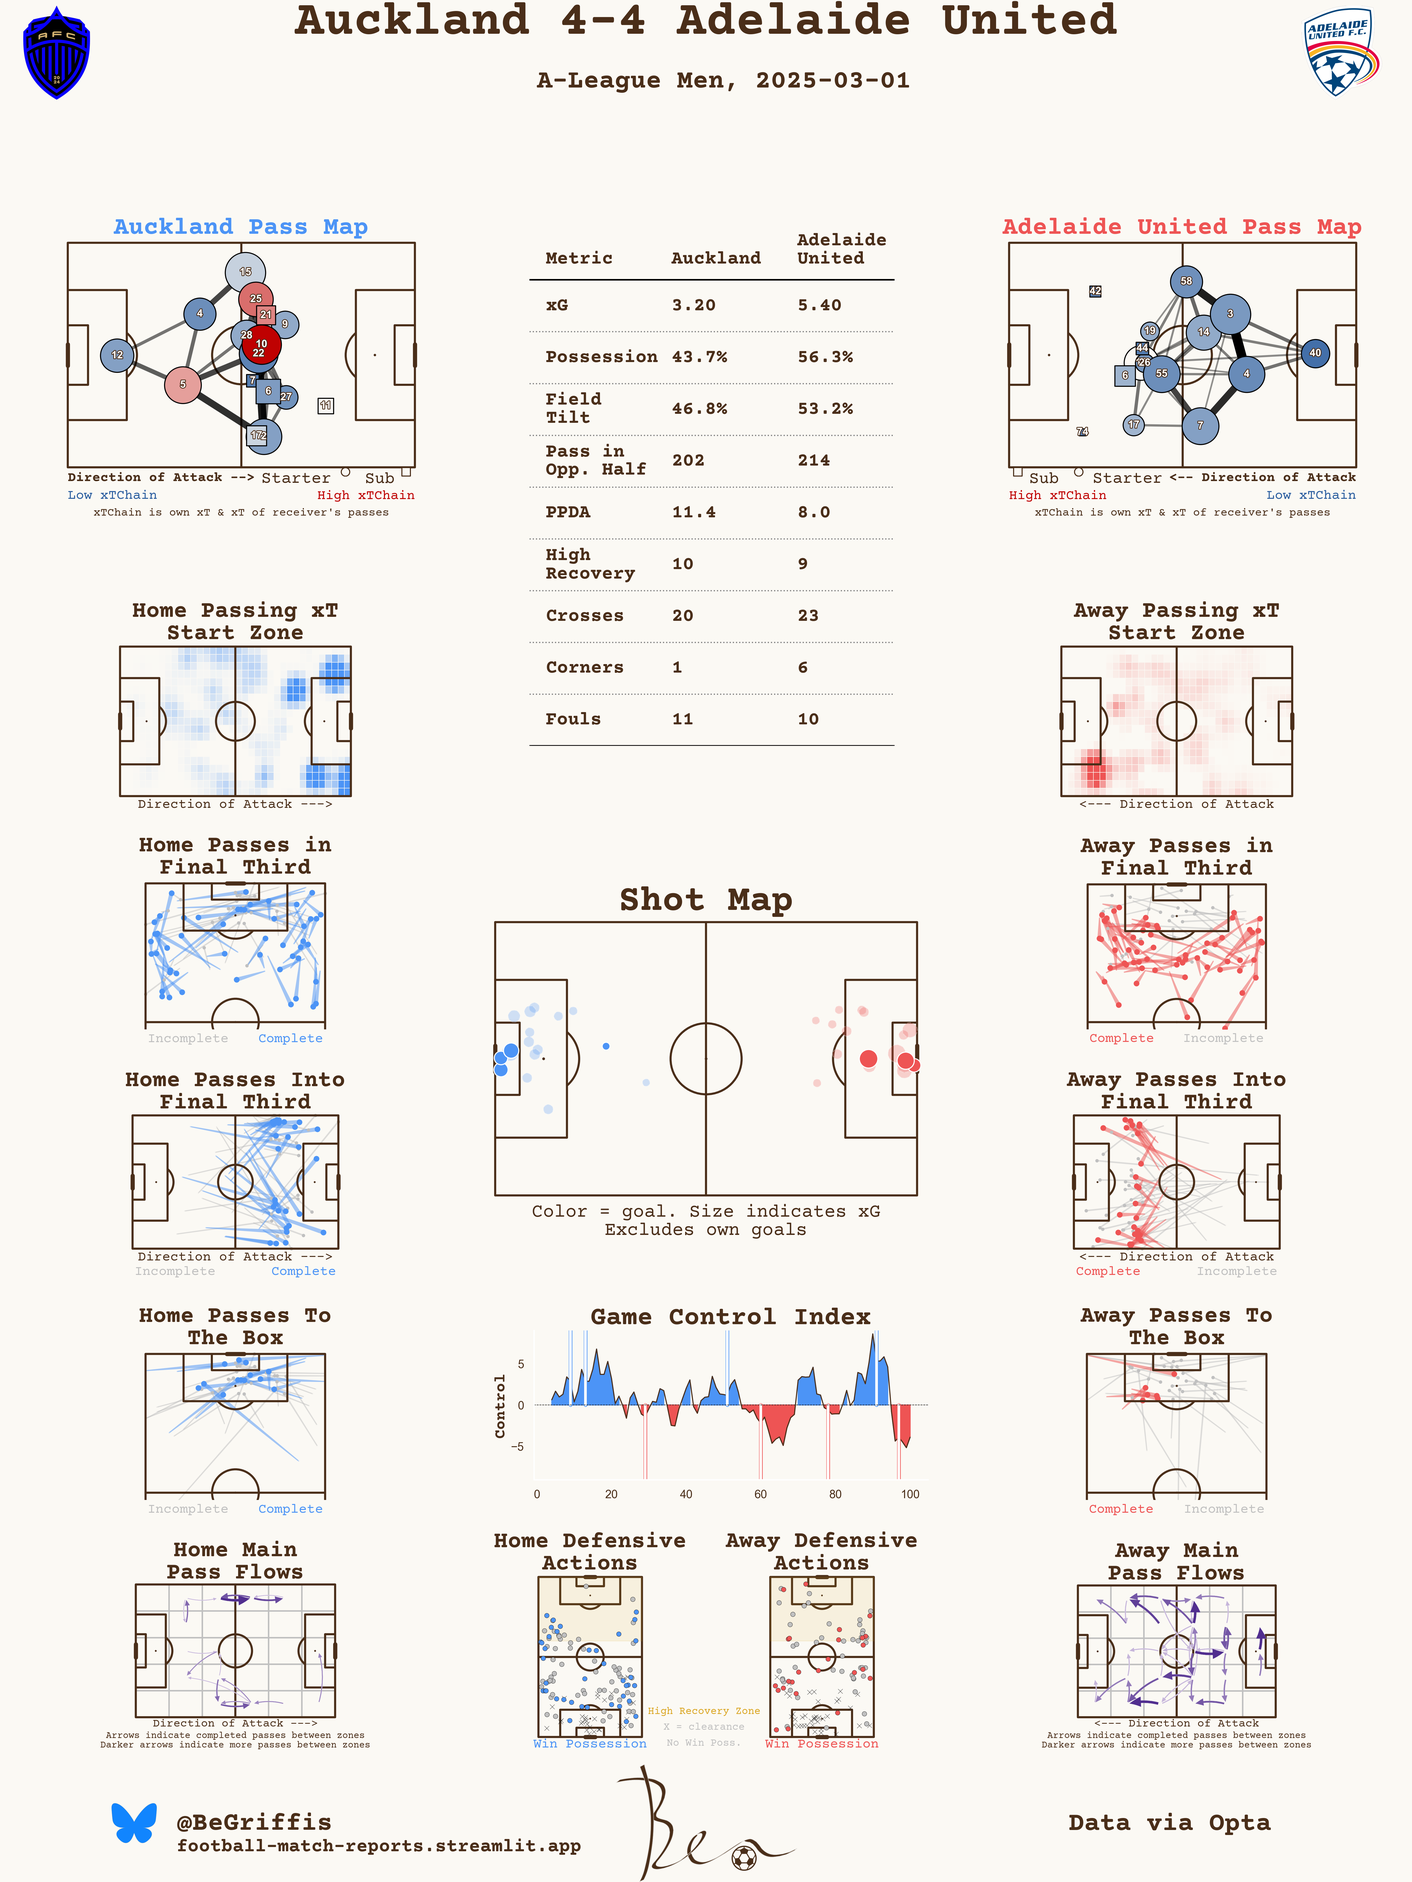 Auckland 4-4 Adelaide United
A-League Men, 2025-03-01
AFC
ADELAIDE
UNITED F.C.
Auckland Pass Map
15
25
21
4
9
28
10
22
12
5
7
6
27
11
172
Direction of Attack --> Starter Sub
Low xTChain High xTChain
xTChain is own xT & xT of receiver's passes
Metric Auckland Adelaide United
xG 3.20 5.40
Possession 43.7% 56.3%
Field Tilt 46.8% 53.2%
Pass in Opp. Half 202 214
PPDA 11.4 8.0
High Recovery 10 9
Crosses 20 23
Corners 1 6
Fouls 11 10
Adelaide United Pass Map
42
58
3
19
14
44
26
40
6
55
4
17
7
74
Sub Starter <-- Direction of Attack
High xTChain Low xTChain
xTChain is own xT & xT of receiver's passes
Home Passing xT
Start Zone
Direction of Attack --->
Away Passing xT
Start Zone
<--- Direction of Attack
Home Passes in
Final Third
Incomplete Complete
Away Passes in
Final Third
Complete Incomplete
Shot Map
Color = goal. Size indicates xG
Excludes own goals
Home Passes Into
Final Third
Direction of Attack --->
Incomplete Complete
Away Passes Into
Final Third
<--- Direction of Attack
Complete Incomplete
Home Passes To
The Box
Incomplete Complete
Game Control Index
Control
5
0
−5
0 20 40 60 80 100
Away Passes To
The Box
Complete Incomplete
Home Main
Pass Flows
Direction of Attack --->
Arrows indicate completed passes between zones
Darker arrows indicate more passes between zones
Home Defensive
Actions
Win Possession
High Recovery Zone
X = clearance
No Win Poss.
Away Defensive
Actions
Win Possession
Away Main
Pass Flows
<--- Direction of Attack
Arrows indicate completed passes between zones
Darker arrows indicate more passes between zones
@BeGriffis
football-match-reports.streamlit.app
Ben
Data via Opta